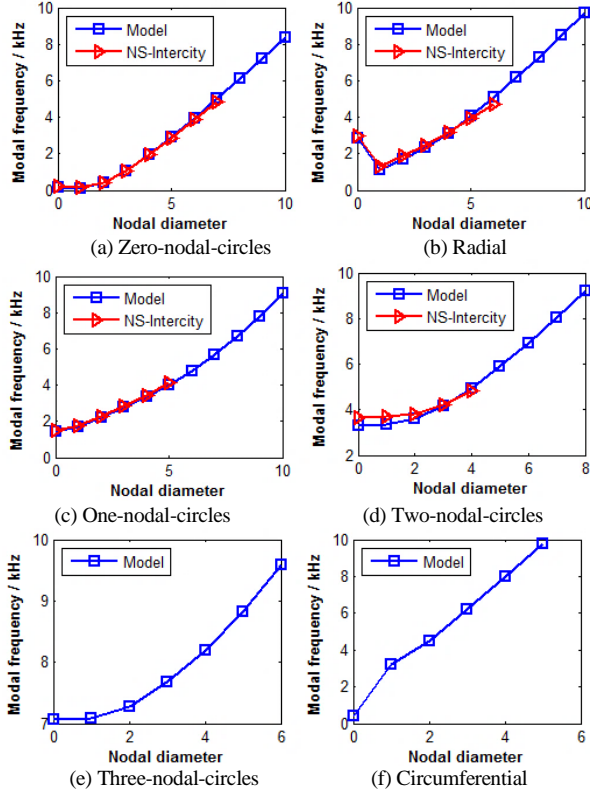 10
8
6
4
2
0
Modal frequency / kHz
Model
NS-Intercity
0
5
10
Nodal diameter
(a) Zero-nodal-circles
10
8
6
4
2
0
Modal frequency / kHz
Model
NS-Intercity
0
5
10
Nodal diameter
(b) Radial
10
8
6
4
2
0
Modal frequency / kHz
Model
NS-Intercity
0
5
10
Nodal diameter
(c) One-nodal-circles
10
8
6
4
2
Modal frequency / kHz
Model
NS-Intercity
0
2
4
6
8
Nodal diameter
(d) Two-nodal-circles
10
9
8
7
Modal frequency / kHz
Model
0
2
4
6
Nodal diameter
(e) Three-nodal-circles
10
8
6
4
2
0
Modal frequency / kHz
Model
0
2
4
6
Nodal diameter
(f) Circumferential